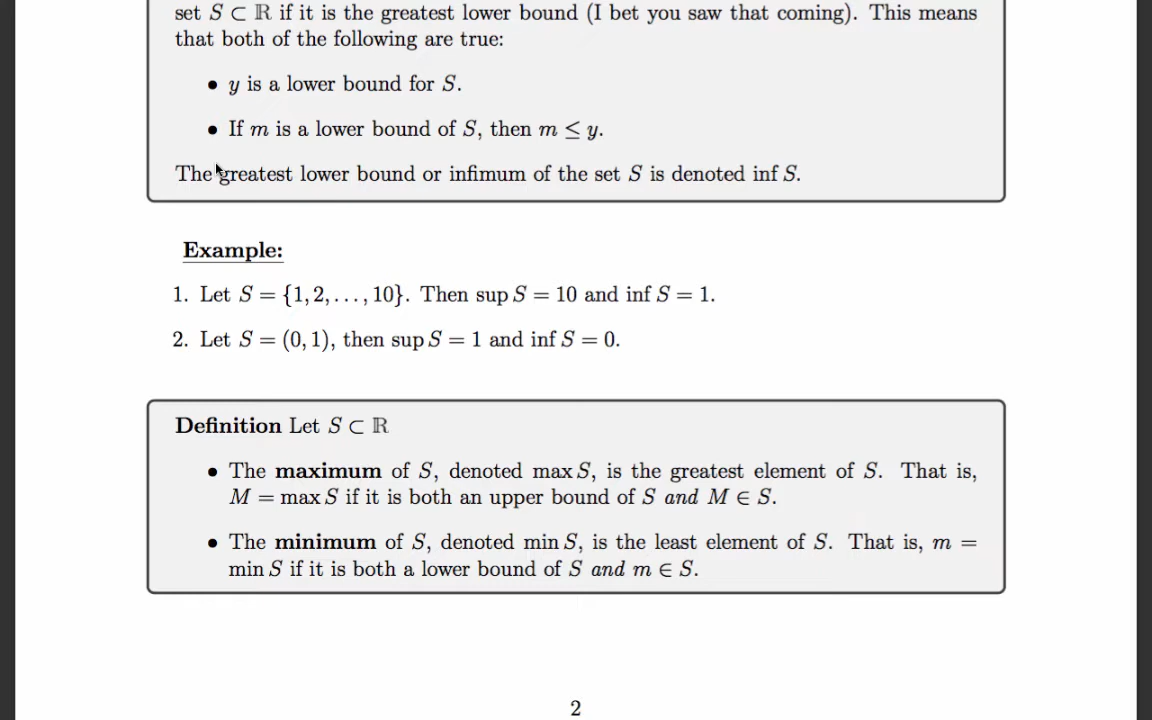 set S ⊂ ℝ if it is the greatest lower bound (I bet you saw that coming). This means
that both of the following are true:
• y is a lower bound for S.
• If m is a lower bound of S, then m ≤ y.
The greatest lower bound or infimum of the set S is denoted inf S.
Example:
1. Let S = {1, 2, . . . , 10}. Then sup S = 10 and inf S = 1.
2. Let S = (0, 1), then sup S = 1 and inf S = 0.
Definition Let S ⊂ ℝ
• The maximum of S, denoted max S, is the greatest element of S. That is,
M = max S if it is both an upper bound of S and M ∈ S.
• The minimum of S, denoted min S, is the least element of S. That is, m =
min S if it is both a lower bound of S and m ∈ S.
2